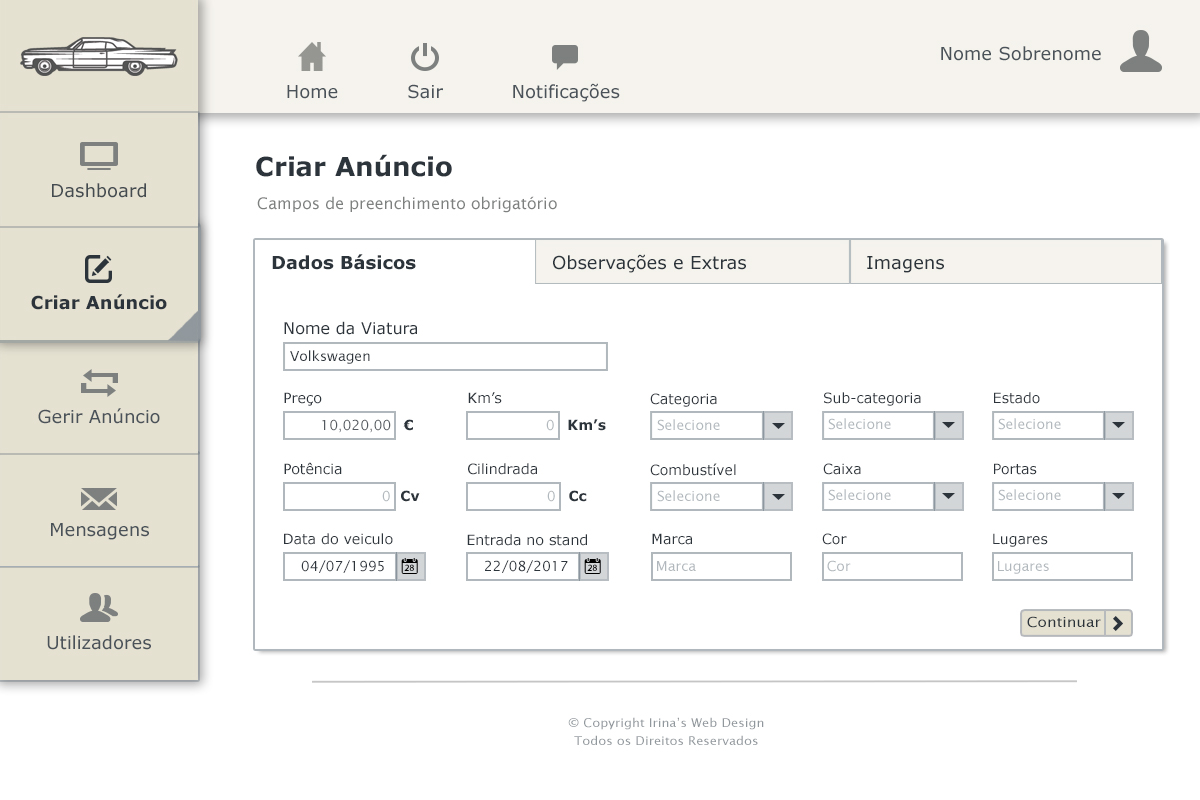 Home
Sair
Notificações
Nome Sobrenome
Dashboard
Criar Anúncio
Gerir Anúncio
Mensagens
Utilizadores
Criar Anúncio
Campos de preenchimento obrigatório
Dados Básicos
Observações e Extras
Imagens
Nome da Viatura
Volkswagen
Preço
Km's
Categoria
Sub-categoria
Estado
10,020,00 €
0 Km's
Selecione
Selecione
Selecione
Potência
Cilindrada
Combustível
Caixa
Portas
0 Cv
0 Cc
Selecione
Selecione
Selecione
Data do veiculo
Entrada no stand
Marca
Cor
Lugares
04/07/1995
28
22/08/2017
28
Marca
Cor
Lugares
Continuar
© Copyright Irina's Web Design
Todos os Direitos Reservados